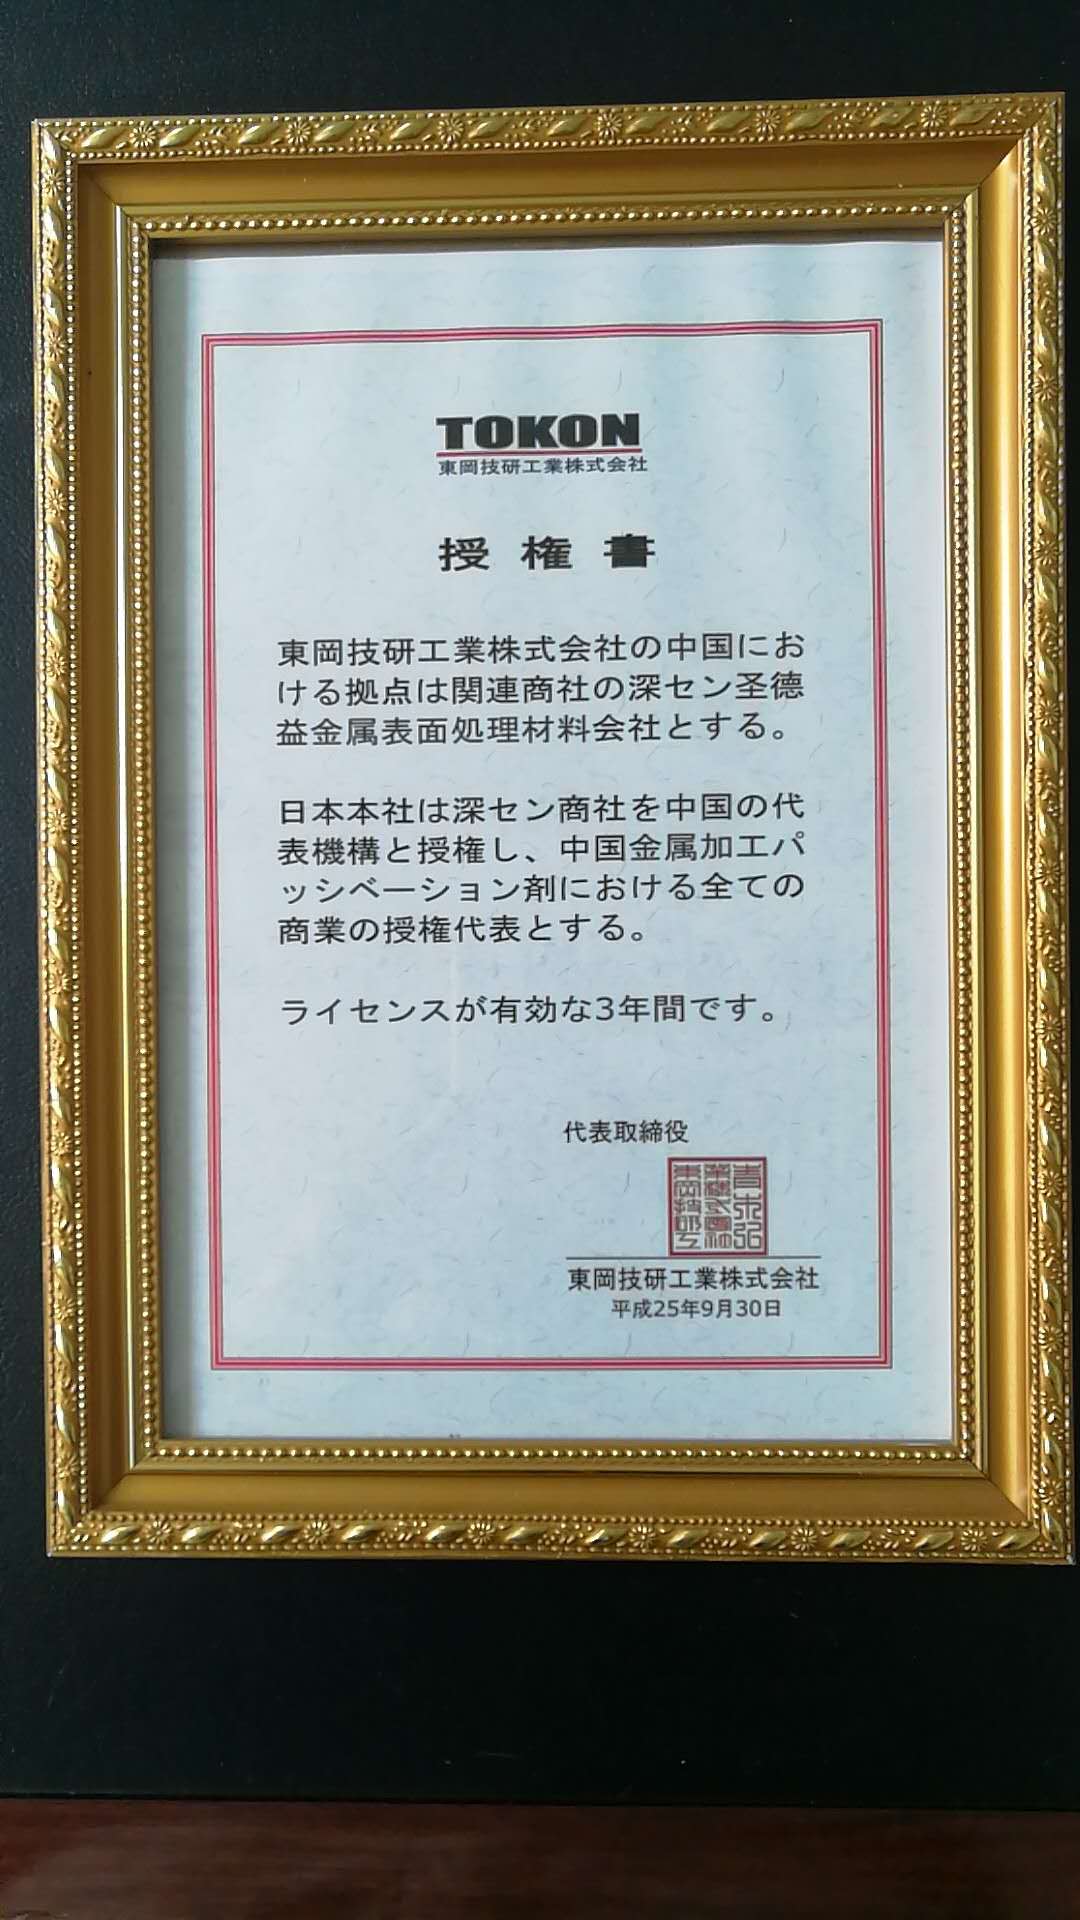 TOKON
東岡技研工業株式会社
授権書
東岡技研工業株式会社の中国にお
ける拠点は関連商社の深セン圣德
益金属表面処理材料会社とする。
日本本社は深セン商社を中国の代
表機構と授権し、中国金属加工パ
ッシベーション剤における全ての
商業の授権代表とする。
ライセンスが有効な3年間です。
代表取締役
東岡技研工業株式会社
平成25年9月30日